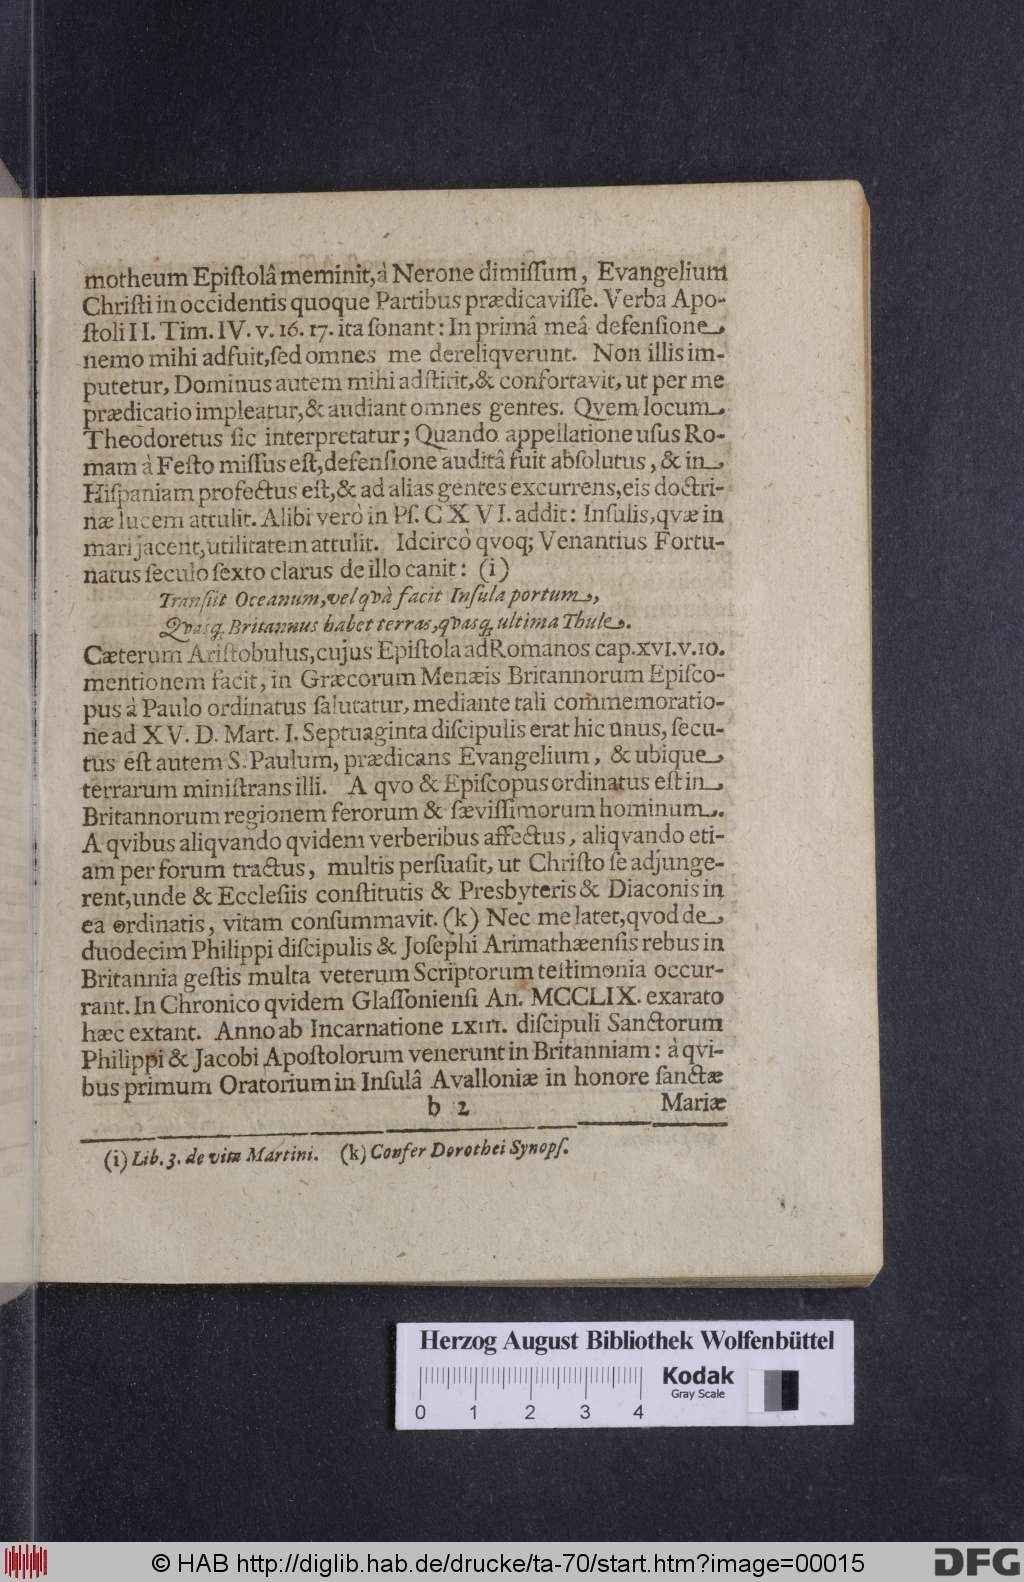 motheum Epiſtolâ meminit, à Nerone dimiſſum, Evangelium
Chriſti in occidentis quoque Partibus prædicaviſſe. Verba Apo-
ſtoli II. Tim. IV. v. 16. 17. ita ſonant: In primâ meâ defenſione
nemo mihi adfuit, ſed omnes me dereliqverunt. Non illis im-
putetur, Dominus autem mihi adſtitit, & confortavit, ut per me
prædicatio impleatur, & audiant omnes gentes. Qvem locum
Theodoretus ſic interpretatur; Quando appellatione uſus Ro-
mam à Feſto miſſus eſt, defenſione auditâ fuit abſolutus, & in
Hiſpaniam profectus eſt, & ad alias gentes excurrens, eis doctri-
næ lucem attulit. Alibi verò in Pſ. CXVI. addit: Inſulis, qvæ in
mari jacent, utilitatem attulit. Idcircò qvoq; Venantius Fortu-
natus ſeculo ſexto clarus de illo canit: (i)
Tranſiit Oceanum, vel qvà facit Inſula portum,
Qvasq. Britannus habet terras, qvasq. ultima Thule.
Cæterum Ariſtobulus, cujus Epiſtola ad Romanos cap. XVI. v. 10.
mentionem facit, in Græcorum Menæis Britannorum Epiſco-
pus à Paulo ordinatus ſalutatur, mediante tali commemoratio-
ne ad XV. D. Mart. I. Septuaginta diſcipulis erat hic unus, ſecu-
tus eſt autem S. Paulum, prædicans Evangelium, & ubique
terrarum miniſtrans illi. A qvo & Epiſcopus ordinatus eſt in
Britannorum regionem ferorum & ſæviſſimorum hominum.
A qvibus aliqvando qvidem verberibus affectus, aliqvando eti-
am per forum tractus, multis perſuaſit, ut Chriſto ſe adjunge-
rent, unde & Eccleſiis conſtitutis & Presbyteris & Diaconis in
ea ordinatis, vitam conſummavit. (k) Nec me latet, qvod de
duodecim Philippi diſcipulis & Joſephi Arimathæenſis rebus in
Britannia geſtis multa veterum Scriptorum teſtimonia occur-
rant. In Chronico qvidem Glaſſonienſi An. MCCLIX. exarato
hæc extant. Anno ab Incarnatione LXIII. diſcipuli Sanctorum
Philippi & Jacobi Apoſtolorum venerunt in Britanniam: à qvi-
bus primum Oratorium in Inſulâ Avalloniæ in honore ſanctæ
b 2 Mariæ
(i) Lib. 3. de vita Martini. (k) Confer Dorothei Synopſ.
Herzog August Bibliothek Wolfenbüttel
Kodak
Gray Scale
0 1 2 3 4
© HAB http://diglib.hab.de/drucke/ta-70/start.htm?image=00015
DFG